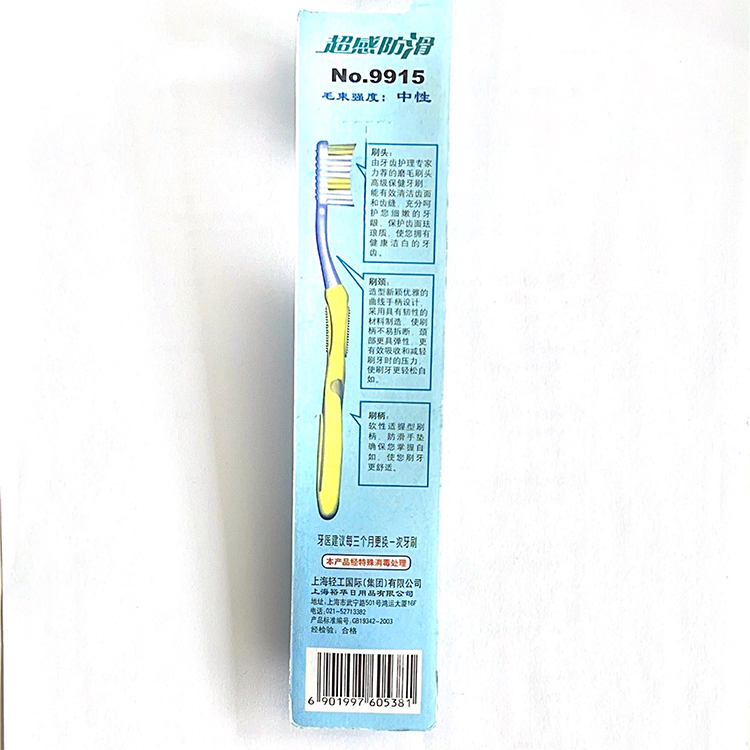 超感防滑
No.9915
毛束强度：中性
刷头：
由牙齿护理专家
力荐的磨毛刷头
高级保健牙刷，
能有效清洁齿面
和齿缝，充分呵
护您细嫩的牙
龈，保护齿面珐
琅质，使您拥有
健康洁白的牙
齿。
刷颈：
造型新颖优雅的
曲线手柄设计，
采用具有韧性的
材料制造，使刷
柄不易折断，颈
部更具弹性，更
有效吸收和减轻
刷牙时的压力，
使刷牙更轻松自
如。
刷柄：
软性适握型刷
柄，防滑手垫
确保您掌握自
如，使您刷牙
更舒适。
牙医建议每三个月更换一次牙刷
本产品经特殊消毒处理
上海轻工国际(集团)有限公司
上海裕华日用品有限公司
地址：上海市武宁路501号鸿运大厦16F
电话：021-52713382
产品标准编号：GB19342-2003
经检验：合格
6 901997 605381